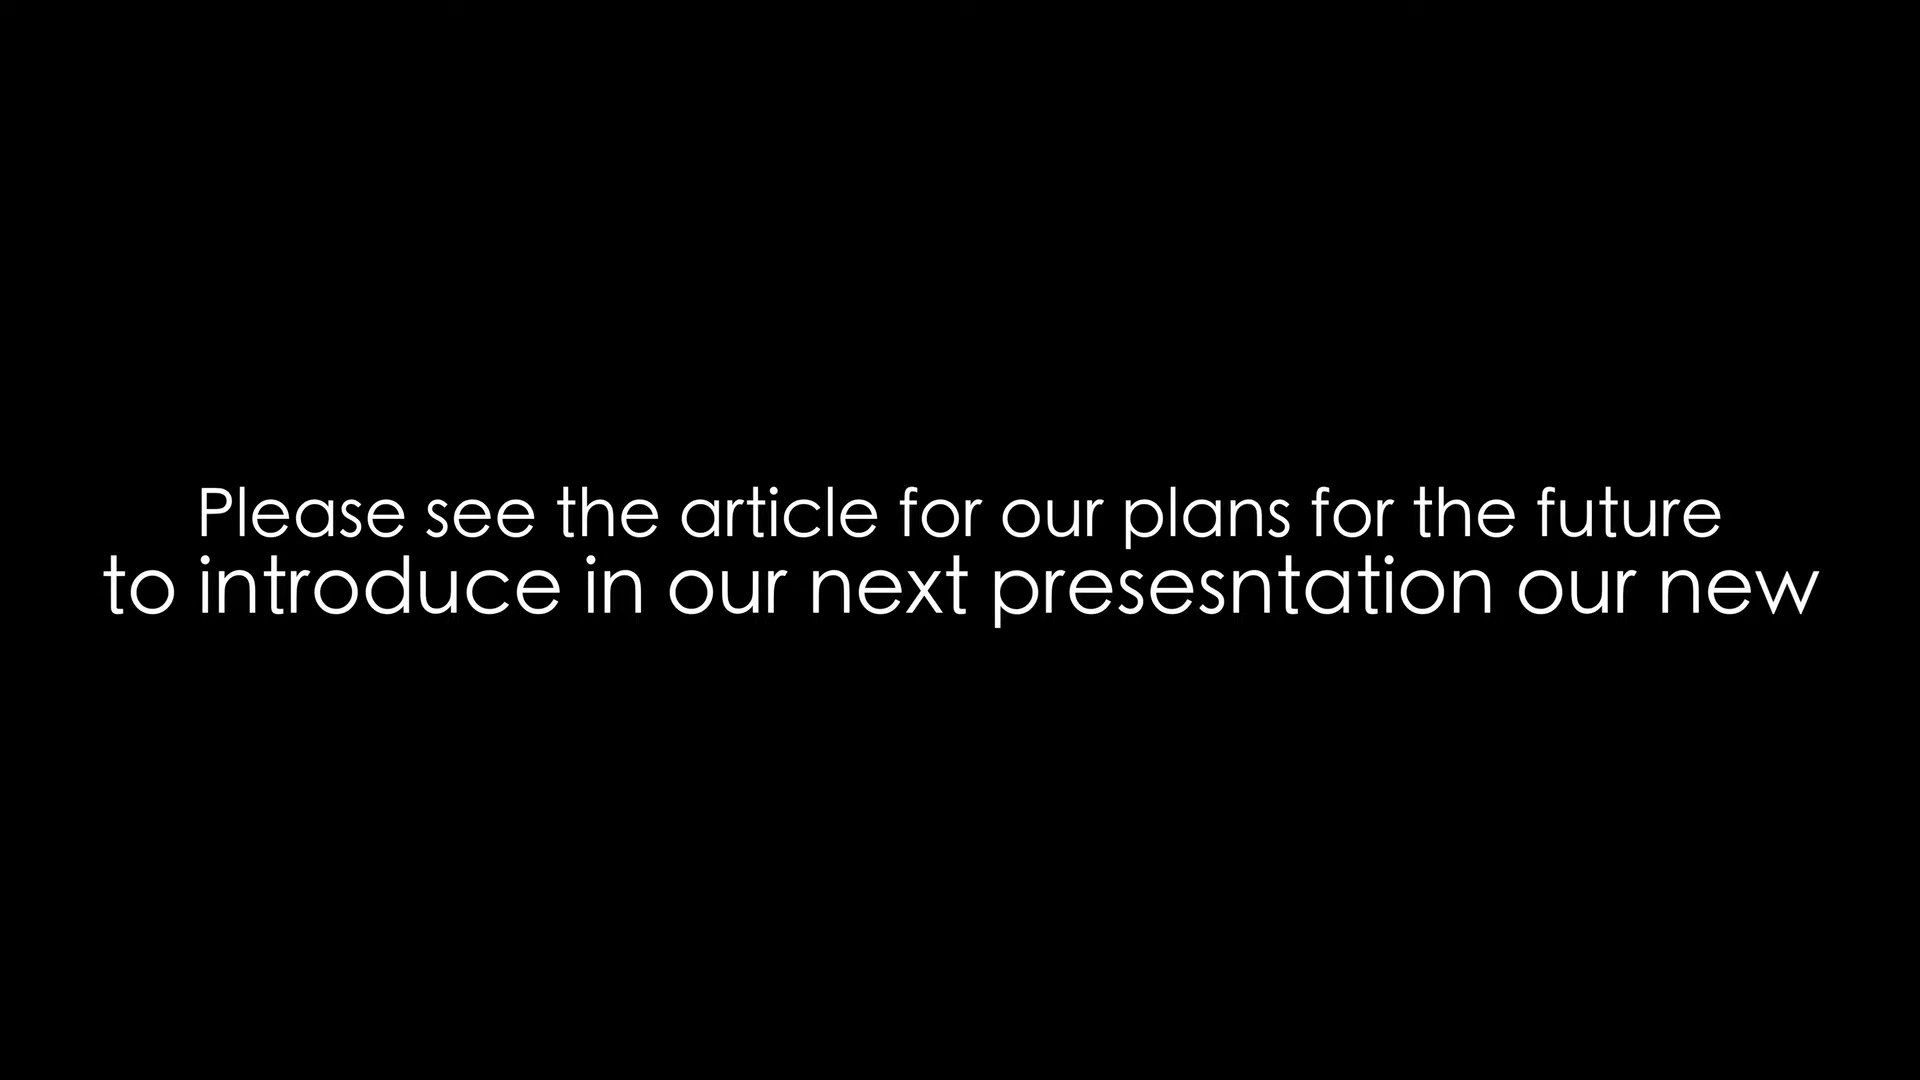 Please see the article for our plans for the future
to introduce in our next presesntation our new